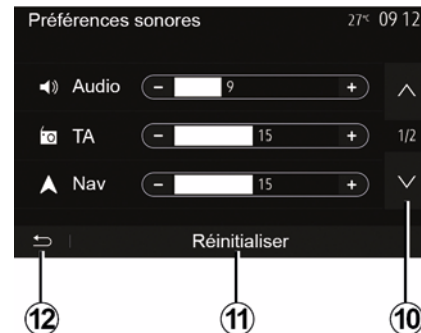 Préférences sonores 27°C 09 12
Audio - 9 +
TA - 15 + 1/2
Nav - 15 +
Réinitialiser
12 11 10